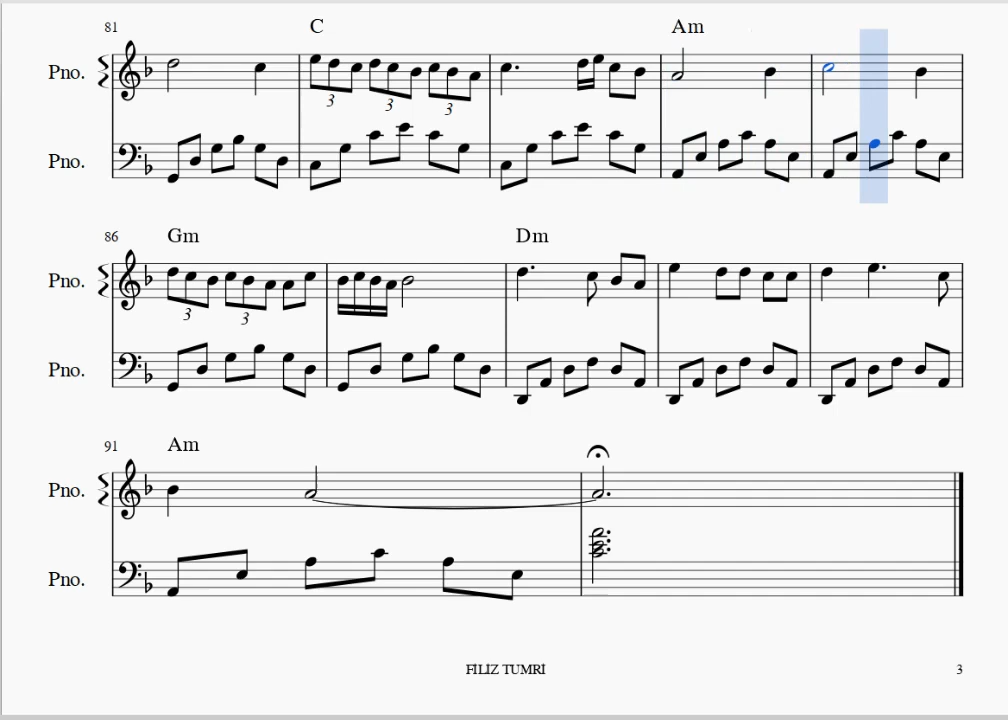 81 C Am
Pno.
3 3 3
Pno.
86 Gm Dm
Pno.
3 3
Pno.
91 Am
Pno.
Pno.
FILIZ TUMRİ 3